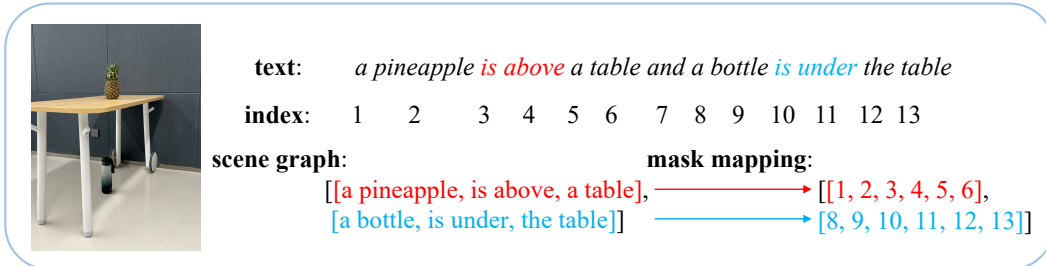 text: a pineapple is above a table and a bottle is under the table
index: 1 2 3 4 5 6 7 8 9 10 11 12 13
scene graph: mask mapping:
[[a pineapple, is above, a table], [[1, 2, 3, 4, 5, 6],
[a bottle, is under, the table]] [8, 9, 10, 11, 12, 13]]